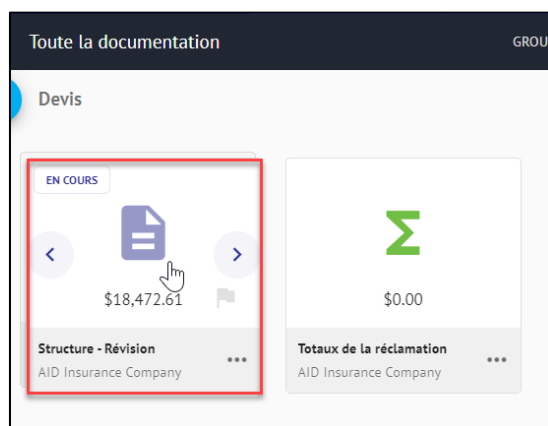 Toute la documentation
GROU
Devis
EN COURS
$18,472.61
Structure - Révision
AID Insurance Company
$0.00
Totaux de la réclamation
AID Insurance Company